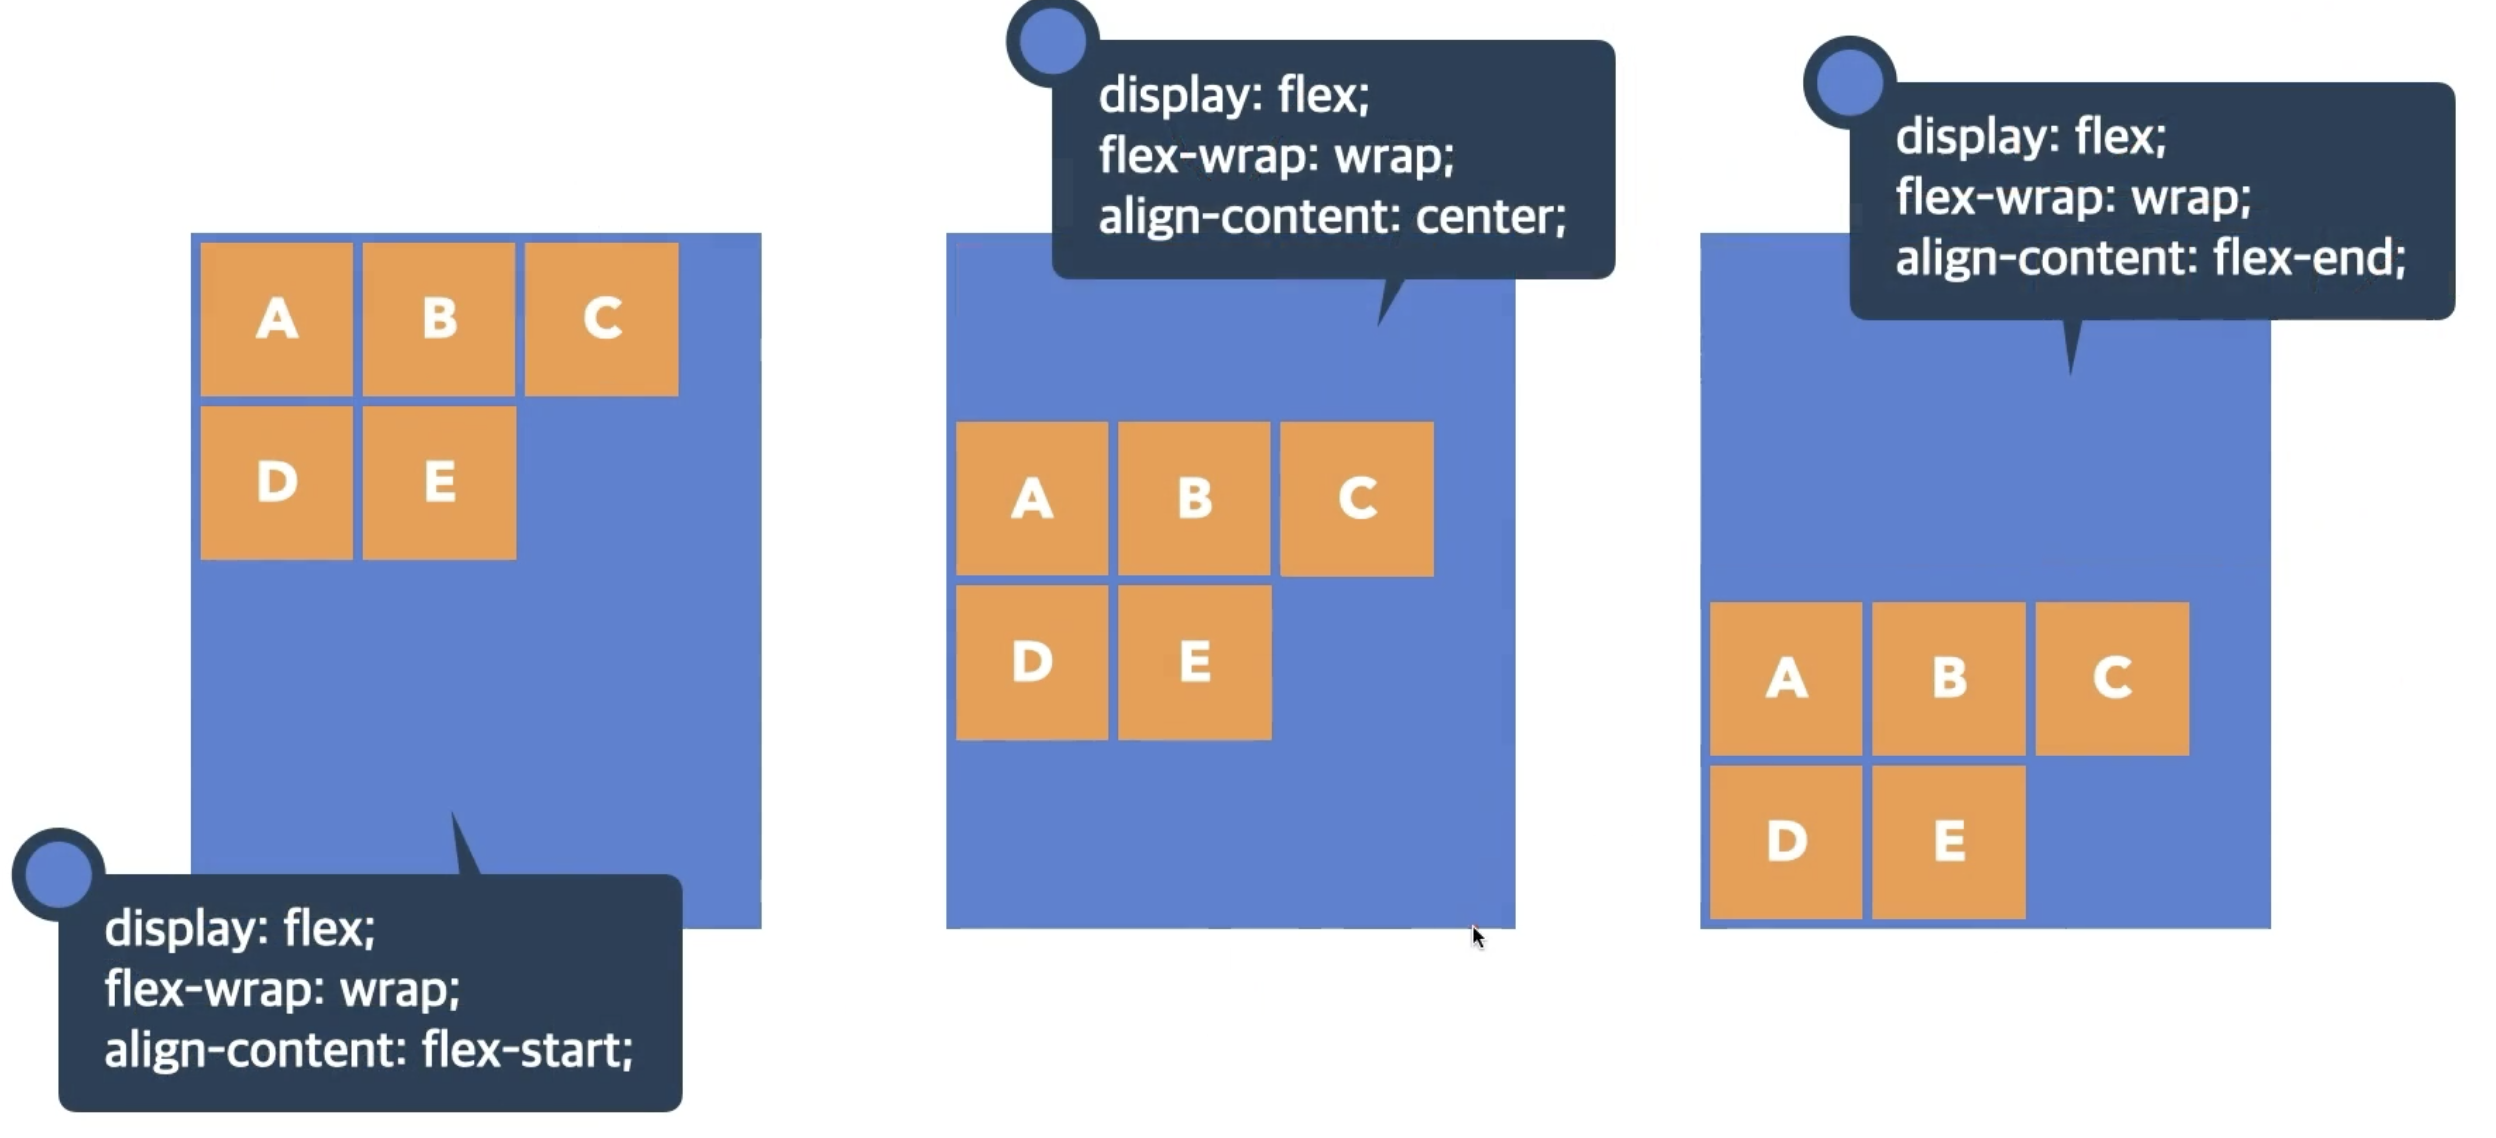 A B C
D E
display: flex;
flex-wrap: wrap;
align-content: flex-start;
display: flex;
flex-wrap: wrap;
align-content: center;
A B C
D E
display: flex;
flex-wrap: wrap;
align-content: flex-end;
A B C
D E